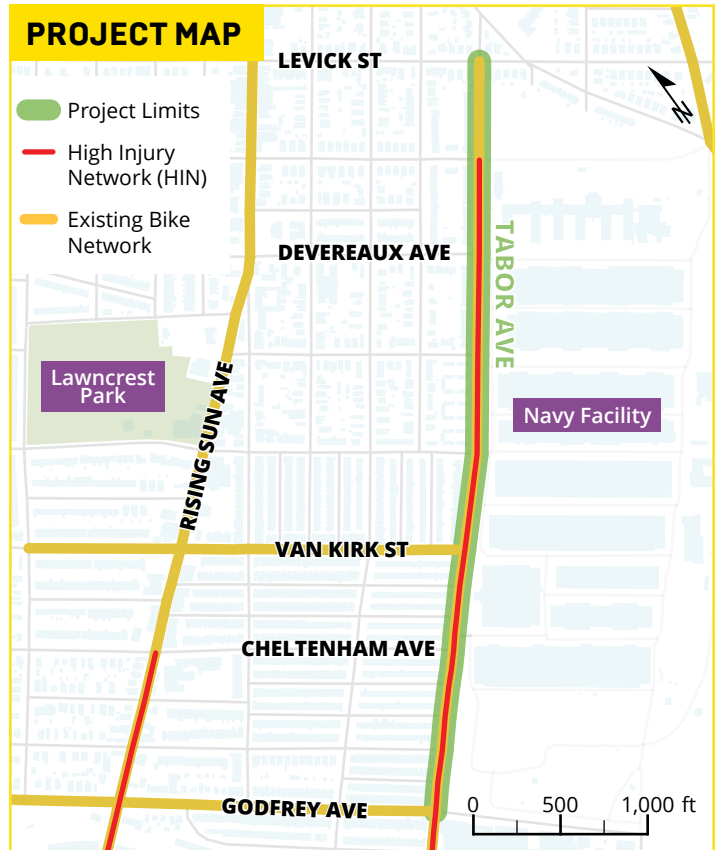 PROJECT MAP
Project Limits
High Injury
Network (HIN)
Existing Bike
Network
LEVICK ST
N
DEVEREAUX AVE
TABOR AVE
Lawncrest
Park
RISING SUN AVE
Navy Facility
VAN KIRK ST
CHELTENHAM AVE
GODFREY AVE
0 500 1,000 ft